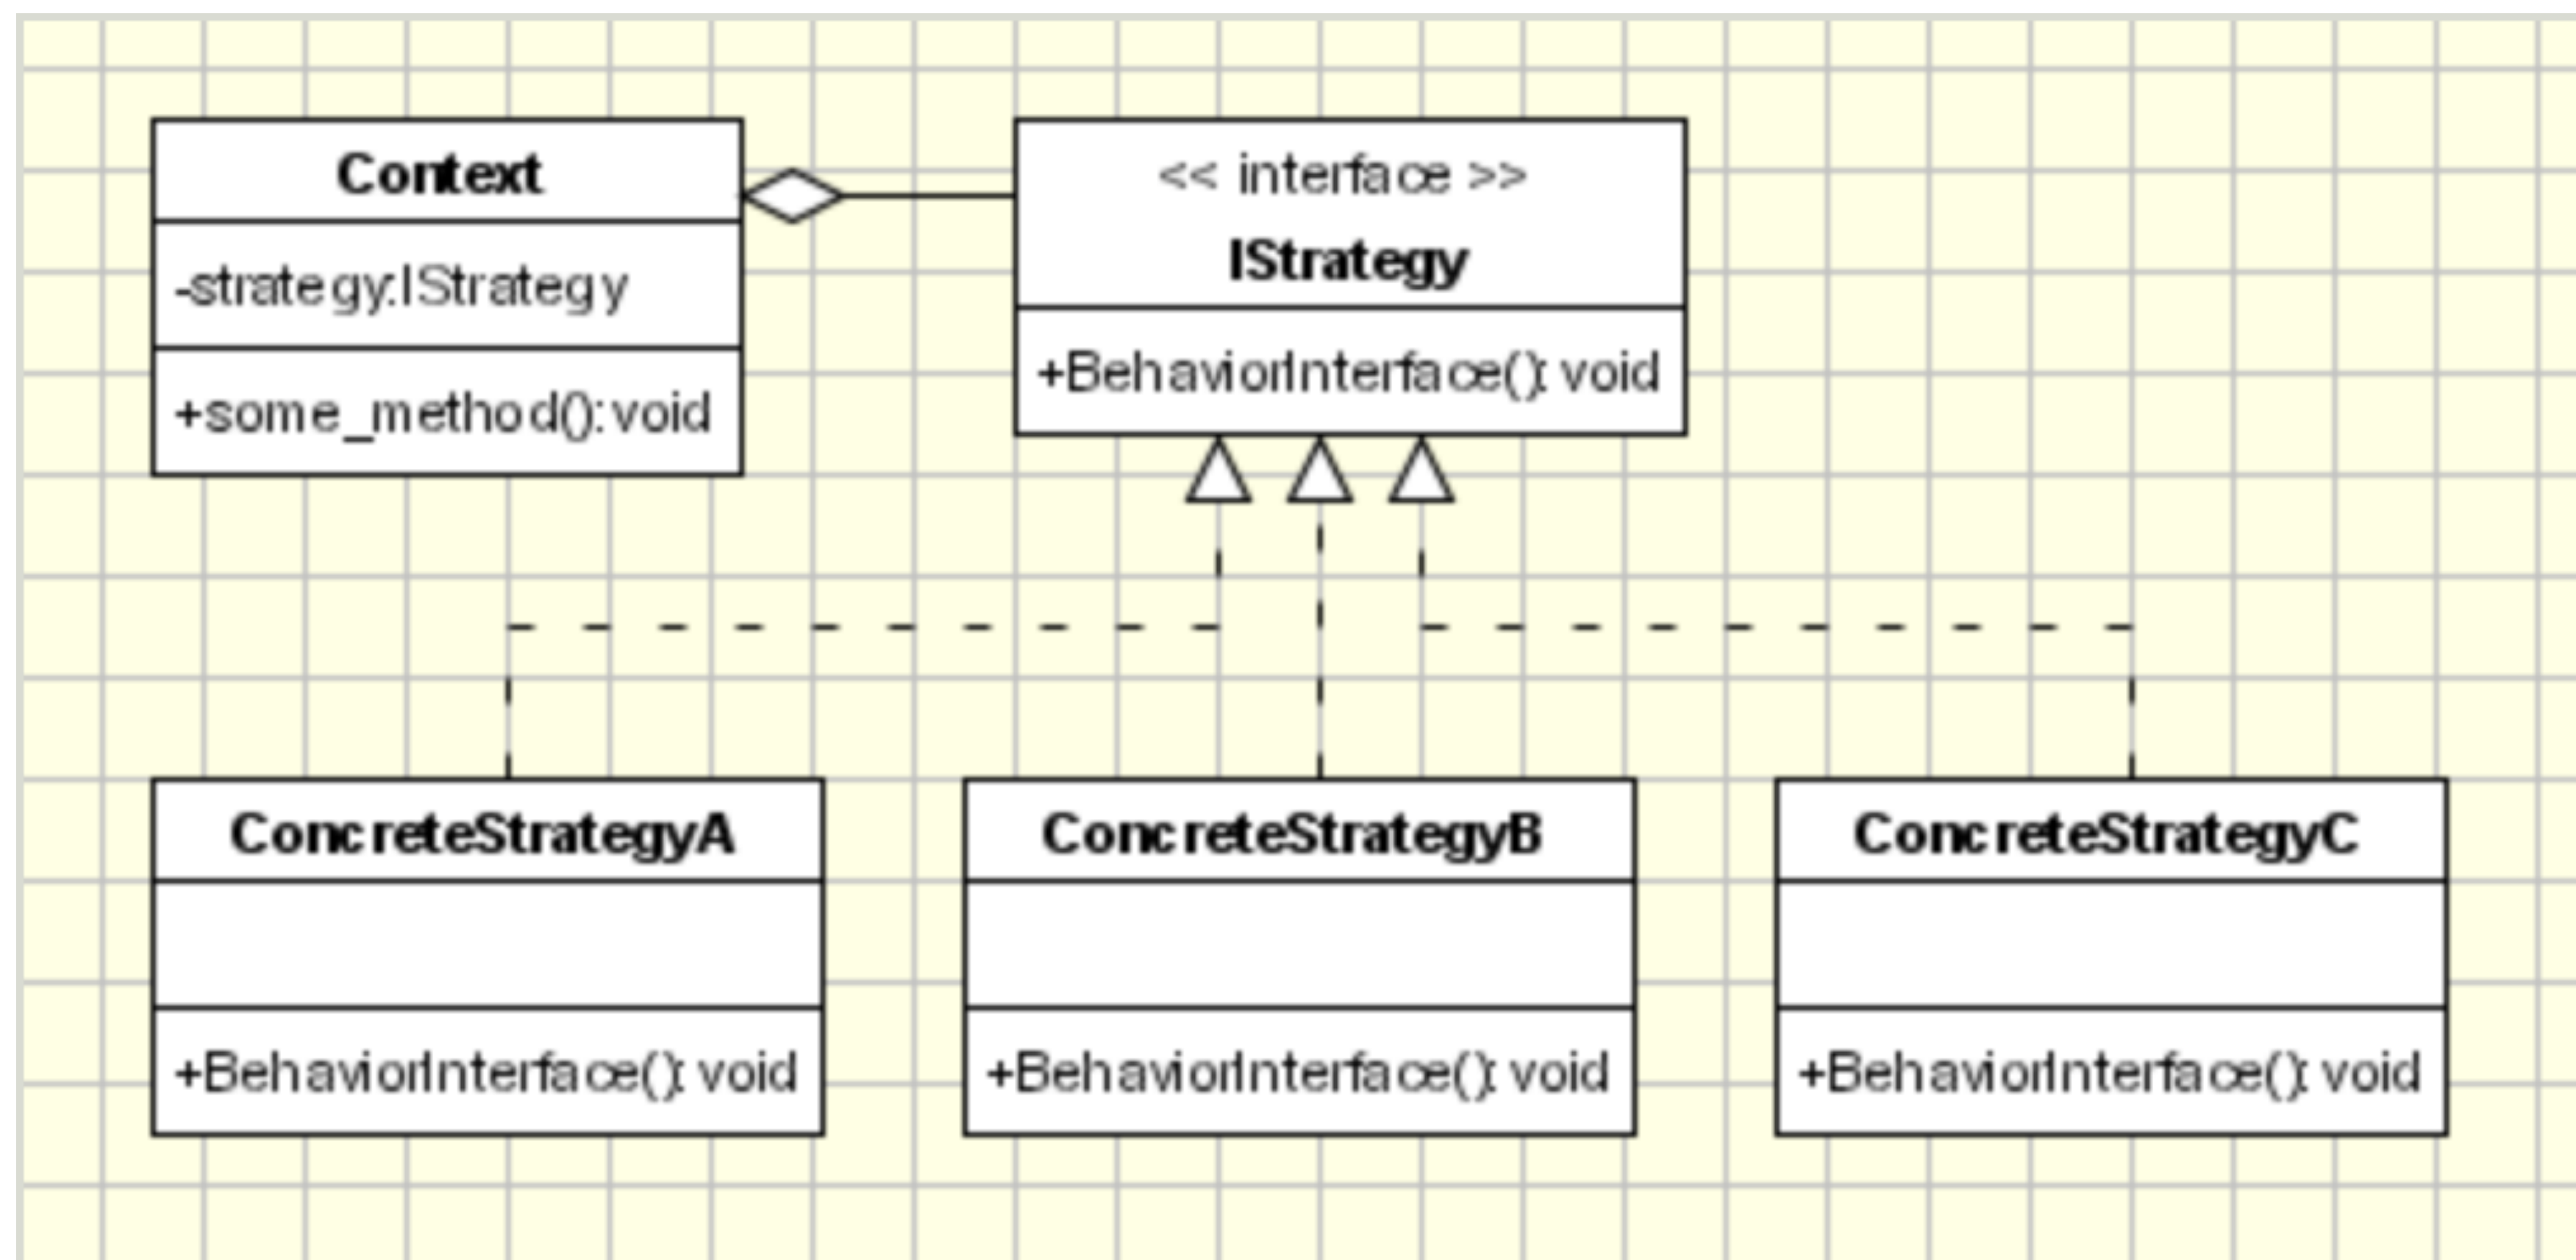 Context
-strategy:IStrategy
+some_method():void
<< interface >>
IStrategy
+BehaviorInterface(): void
ConcreteStrategyA
+BehaviorInterface(): void
ConcreteStrategyB
+BehaviorInterface(): void
ConcreteStrategyC
+BehaviorInterface(): void